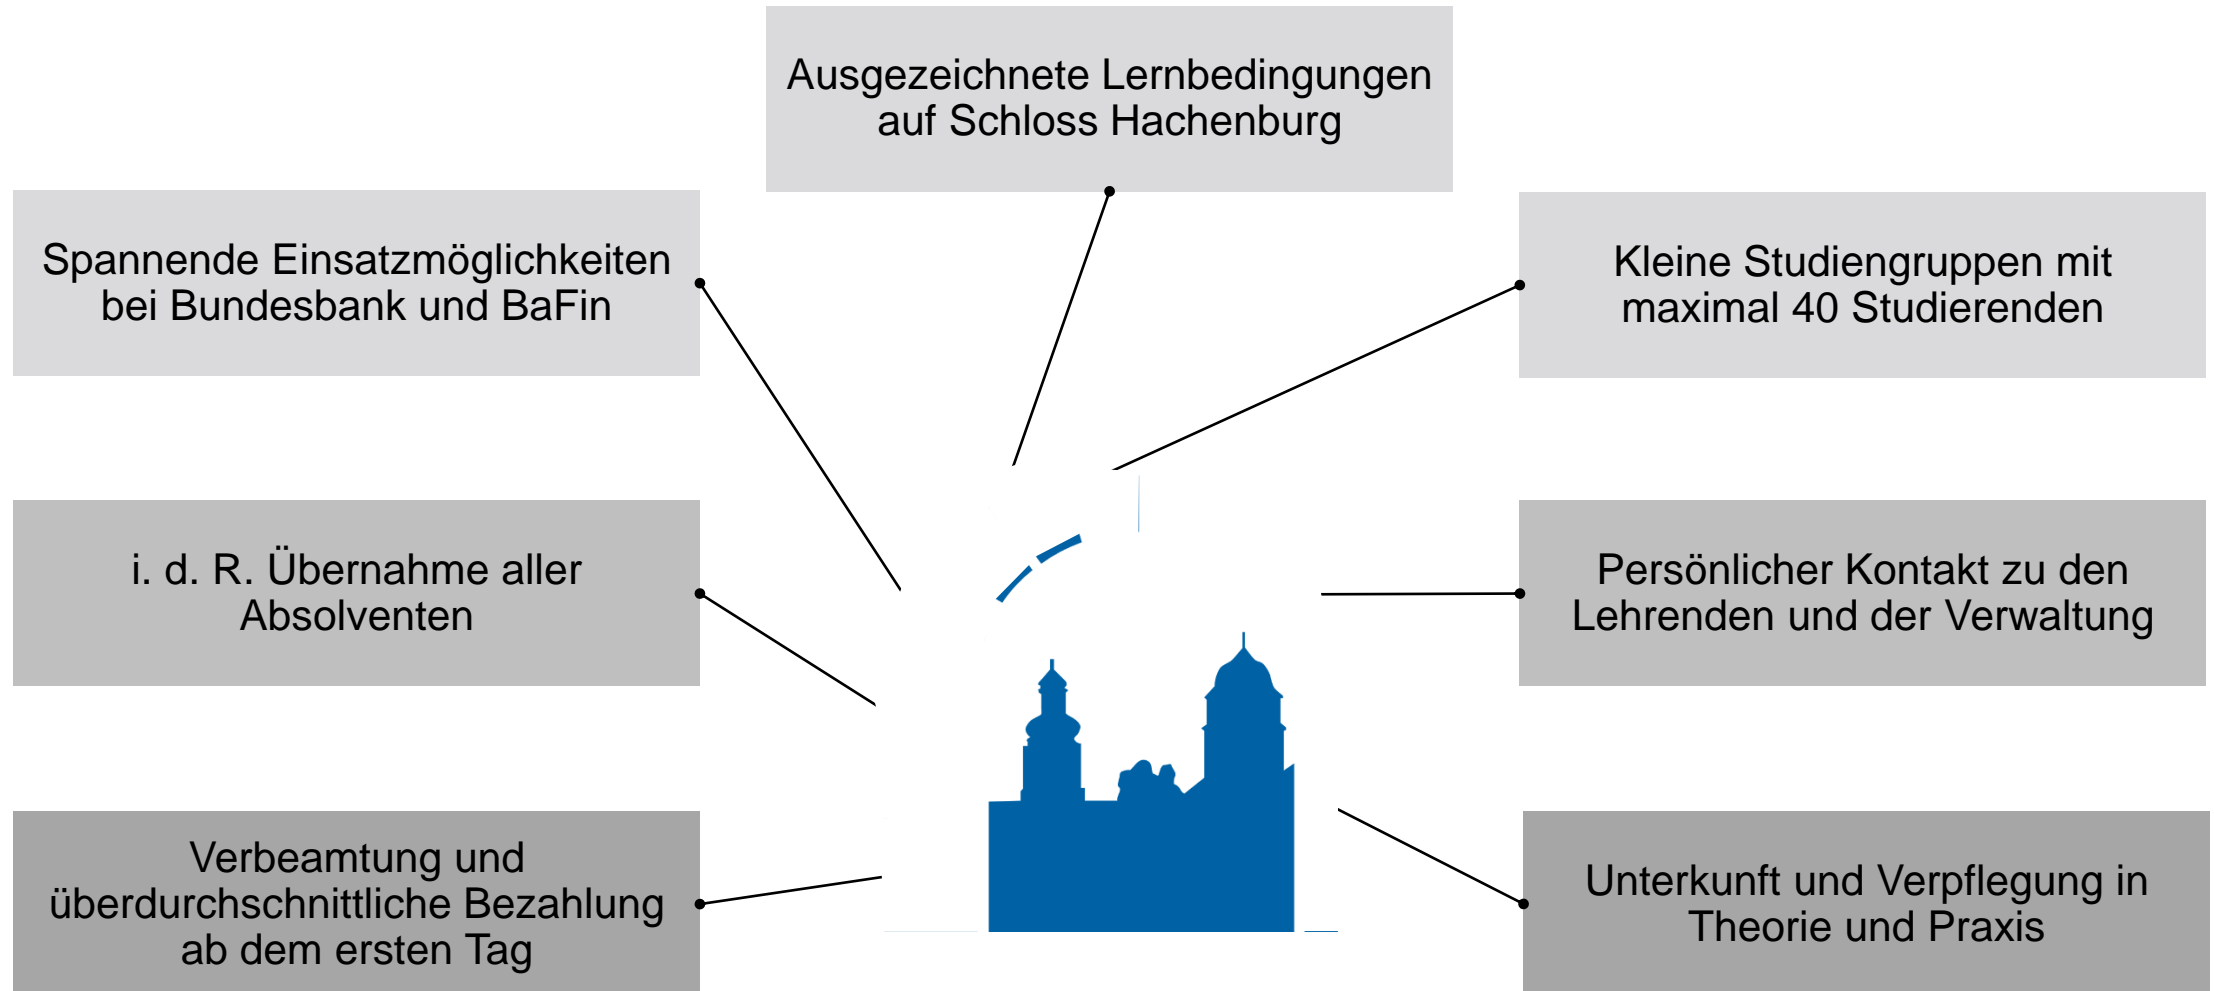 Ausgezeichnete Lernbedingungen
auf Schloss Hachenburg
Spannende Einsatzmöglichkeiten
bei Bundesbank und BaFin
Kleine Studiengruppen mit
maximal 40 Studierenden
i. d. R. Übernahme aller
Absolventen
Persönlicher Kontakt zu den
Lehrenden und der Verwaltung
Verbeamtung und
überdurchschnittliche Bezahlung
ab dem ersten Tag
Unterkunft und Verpflegung in
Theorie und Praxis